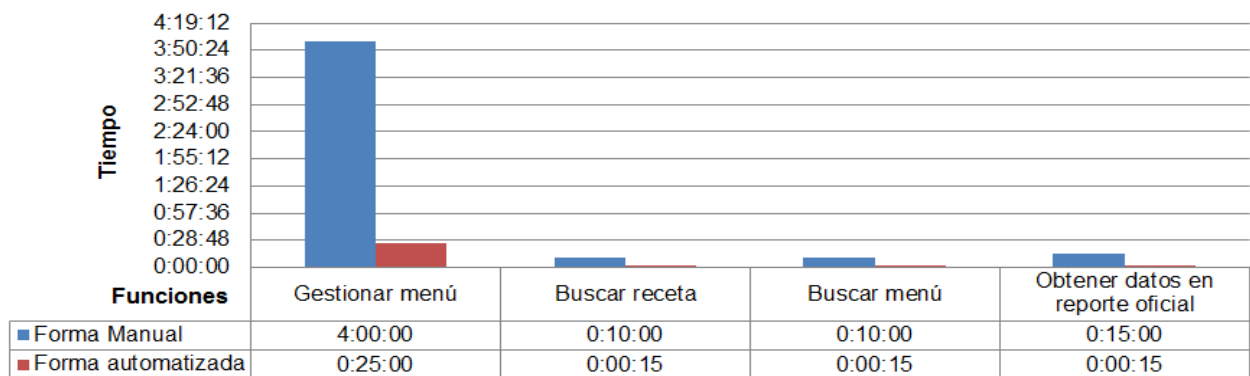 4:19:12
3:50:24
3:21:36
2:52:48
2:24:00
1:55:12
1:26:24
0:57:36
0:28:48
0:00:00
Tiempo
Funciones Gestionar menú Buscar receta Buscar menú Obtener datos en
reporte oficial
Forma Manual 4:00:00 0:10:00 0:10:00 0:15:00
Forma automatizada 0:25:00 0:00:15 0:00:15 0:00:15